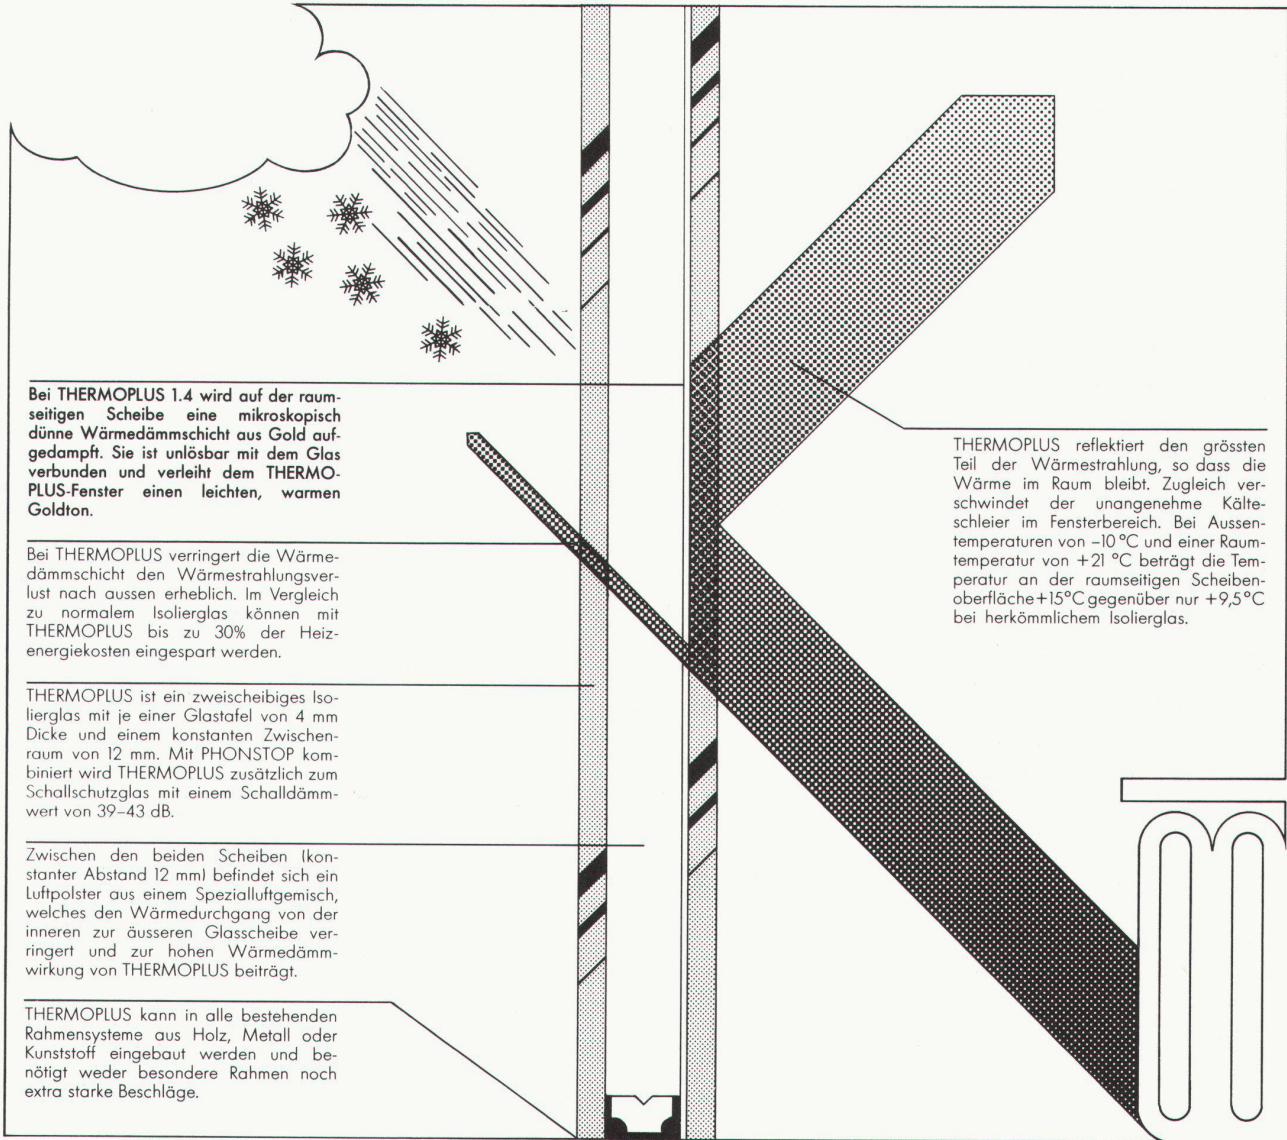 Bei THERMOPLUS 1.4 wird auf der raum-
seitigen Scheibe eine mikroskopisch
dünne Wärmedämmschicht aus Gold auf-
gedampft. Sie ist unlösbar mit dem Glas
verbunden und verleiht dem THERMO-
PLUS-Fenster einen leichten, warmen
Goldton.
Bei THERMOPLUS verringert die Wärme-
dämmschicht den Wärmestrahlungsver-
lust nach aussen erheblich. Im Vergleich
zu normalem Isolierglas können mit
THERMOPLUS bis zu 30% der Heiz-
energiekosten eingespart werden.
THERMOPLUS ist ein zweischeibiges Iso-
lierglas mit je einer Glastafel von 4 mm
Dicke und einem konstanten Zwischen-
raum von 12 mm. Mit PHONSTOP kom-
biniert wird THERMOPLUS zusätzlich zum
Schallschutzglas mit einem Schalldämm-
wert von 39–43 dB.
Zwischen den beiden Scheiben (kon-
stanter Abstand 12 mm) befindet sich ein
Luftpolster aus einem Spezialluftgemisch,
welches den Wärmedurchgang von der
inneren zur äusseren Glasscheibe ver-
ringert und zur hohen Wärmedämm-
wirkung von THERMOPLUS beiträgt.
THERMOPLUS kann in alle bestehenden
Rahmensysteme aus Holz, Metall oder
Kunststoff eingebaut werden und be-
nötigt weder besondere Rahmen noch
extra starke Beschläge.
THERMOPLUS reflektiert den grössten
Teil der Wärmestrahlung, so dass die
Wärme im Raum bleibt. Zugleich ver-
schwindet der unangenehme Kälte-
schleier im Fensterbereich. Bei Aussen-
temperaturen von –10 °C und einer Raum-
temperatur von +21 °C beträgt die Tem-
peratur an der raumseitigen Scheiben-
oberfläche +15°C gegenüber nur +9,5°C
bei herkömmlichem Isolierglas.